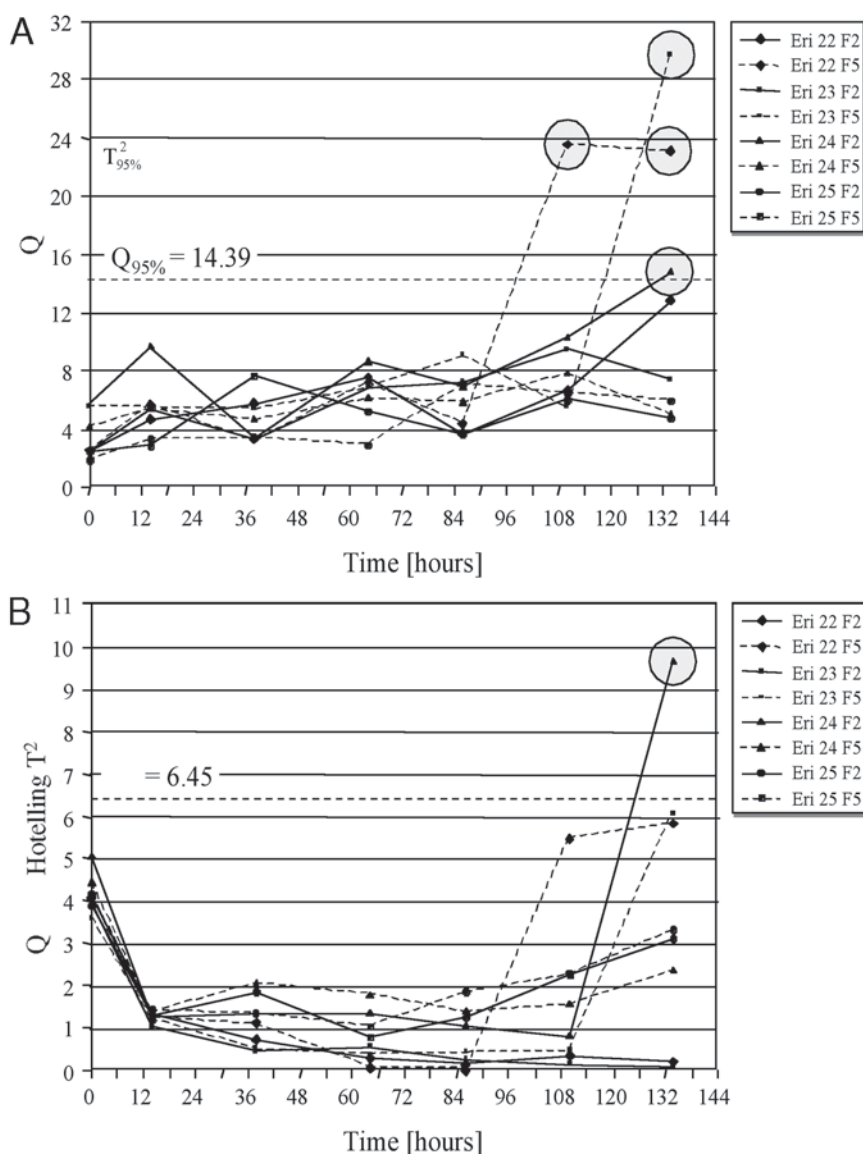 A
32
28
24
20
16
12
8
4
0
Q
T²95%
Q95% = 14.39
0 12 24 36 48 60 72 84 96 108 120 132 144
Time [hours]
Eri 22 F2
Eri 22 F5
Eri 23 F2
Eri 23 F5
Eri 24 F2
Eri 24 F5
Eri 25 F2
Eri 25 F5
B
11
10
9
8
7
6
5
4
3
2
1
0
Q Hotelling T²
= 6.45
0 12 24 36 48 60 72 84 96 108 120 132 144
Time [hours]
Eri 22 F2
Eri 22 F5
Eri 23 F2
Eri 23 F5
Eri 24 F2
Eri 24 F5
Eri 25 F2
Eri 25 F5